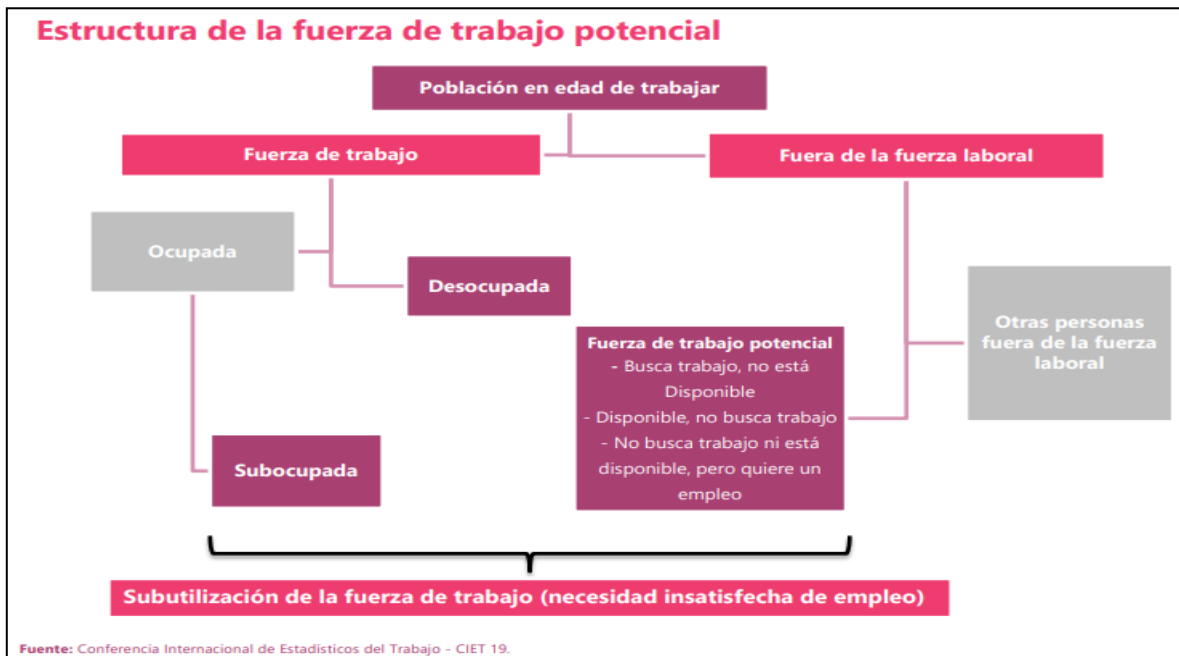 Estructura de la fuerza de trabajo potencial
Población en edad de trabajar
Fuerza de trabajo
Fuera de la fuerza laboral
Ocupada
Desocupada
Otras personas
fuera de la fuerza
laboral
Fuerza de trabajo potencial
- Busca trabajo, no está
Disponible
- Disponible, no busca trabajo
- No busca trabajo ni está
disponible, pero quiere un
empleo
Subocupada
Subutilización de la fuerza de trabajo (necesidad insatisfecha de empleo)
Fuente: Conferencia Internacional de Estadísticos del Trabajo - CIET 19.